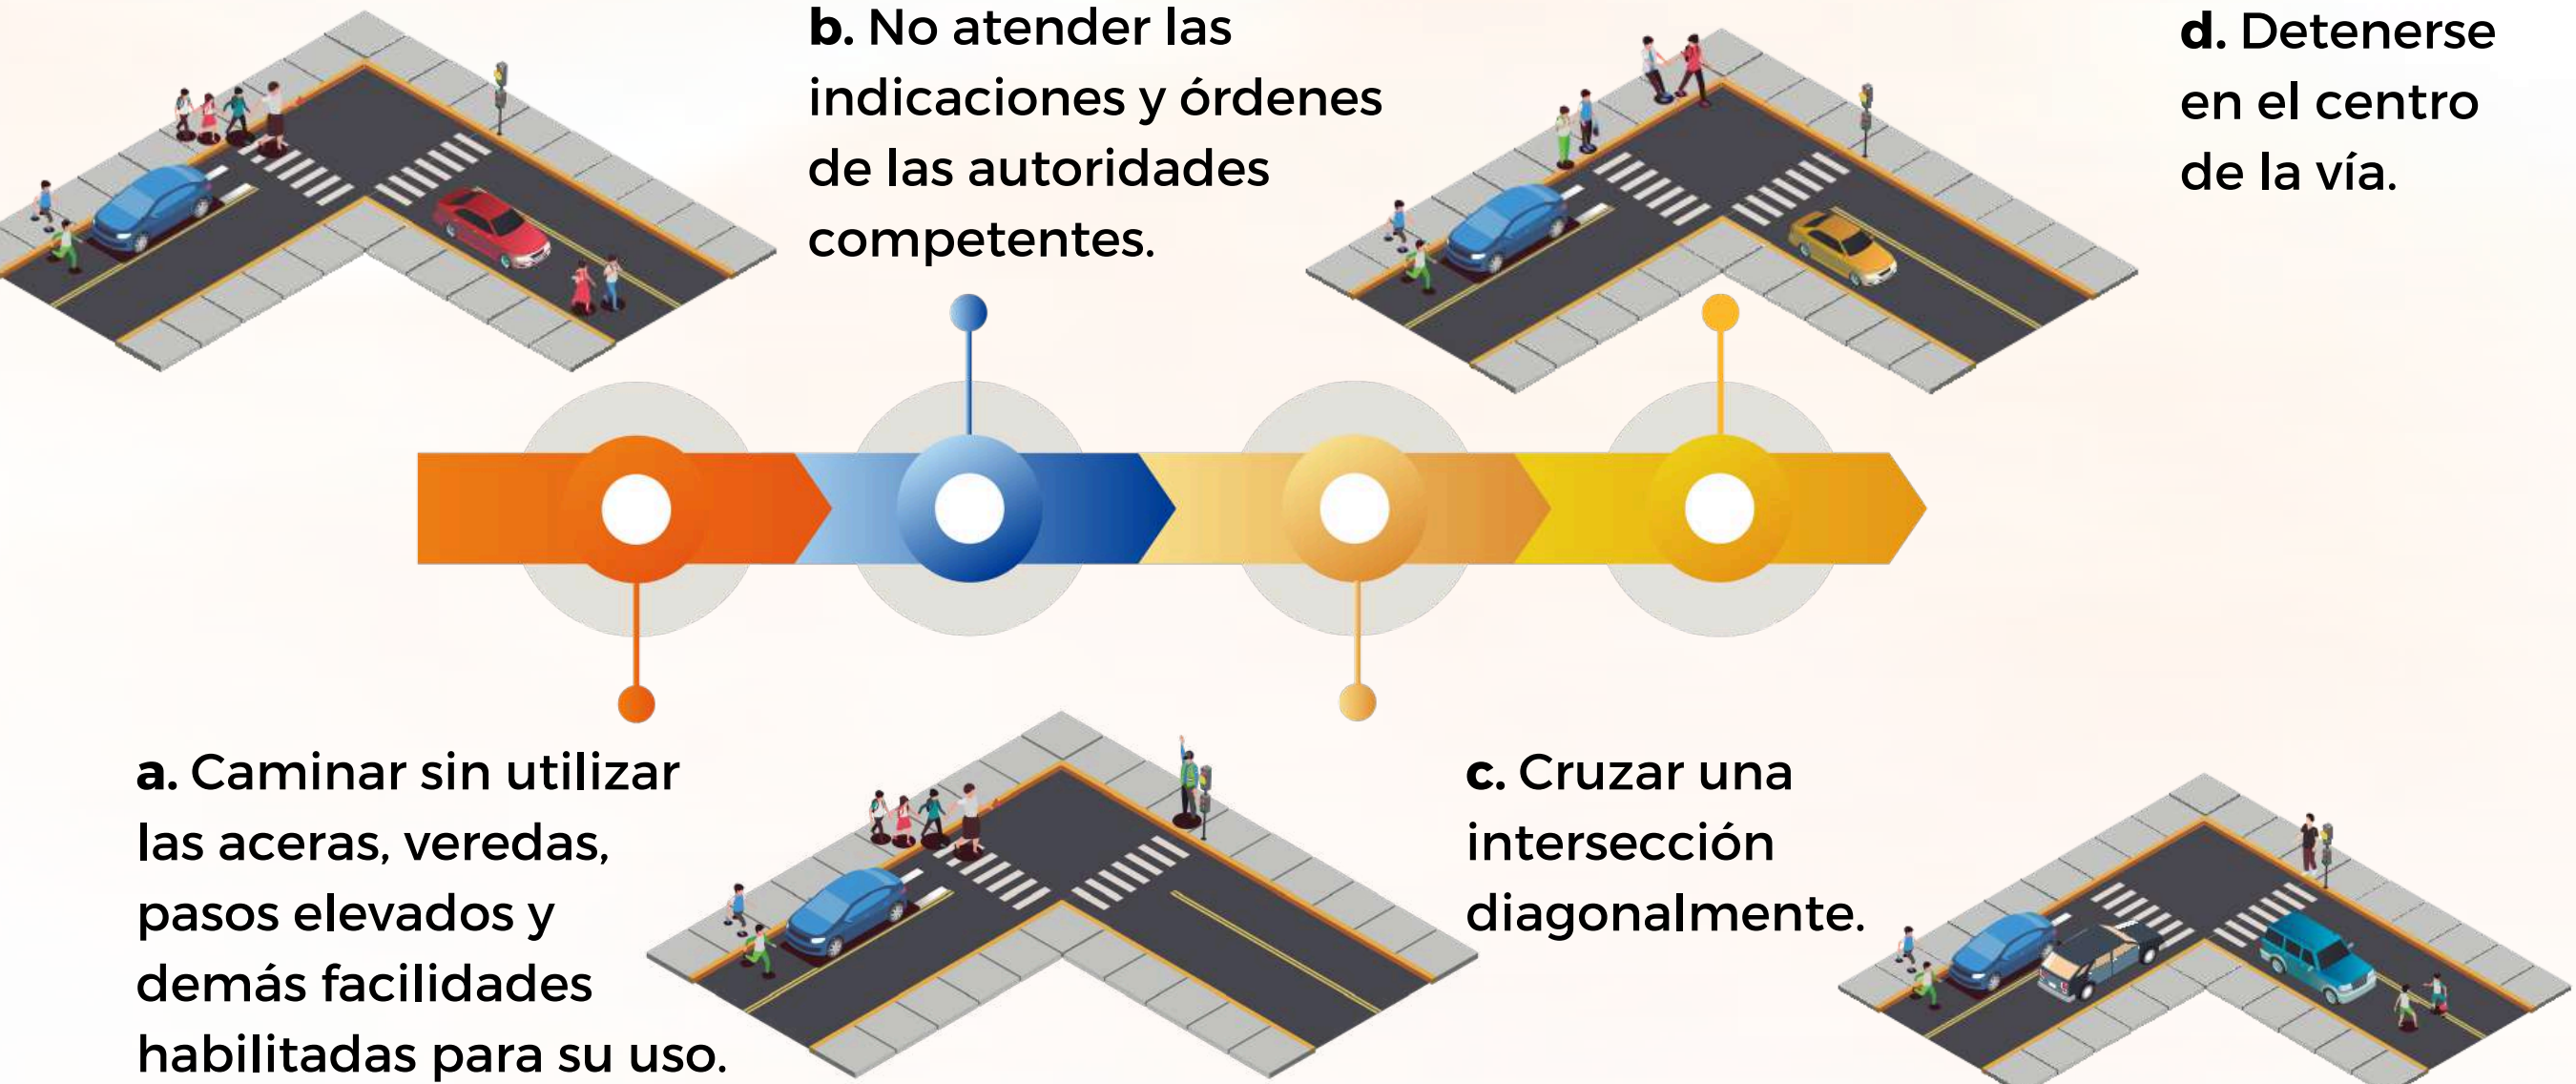 b. No atender las
indicaciones y órdenes
de las autoridades
competentes.
d. Detenerse
en el centro
de la vía.
a. Caminar sin utilizar
las aceras, veredas,
pasos elevados y
demás facilidades
habilitadas para su uso.
c. Cruzar una
intersección
diagonalmente.